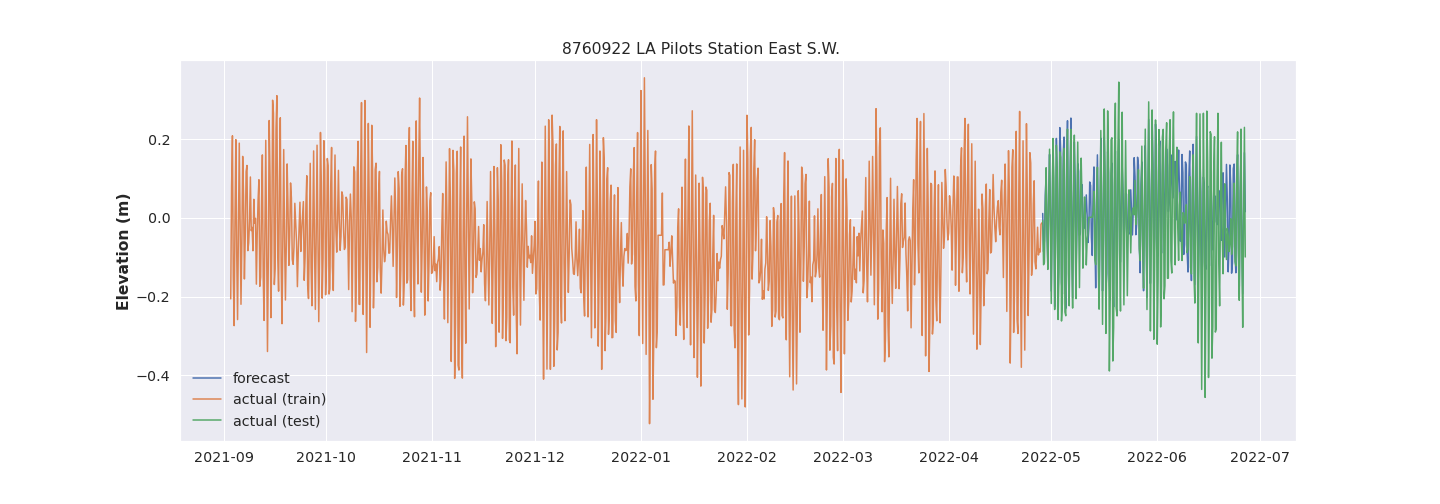 8760922 LA Pilots Station East S.W.
Elevation (m)
0.2
0.0
−0.2
−0.4
forecast
actual (train)
actual (test)
2021-09 2021-10 2021-11 2021-12 2022-01 2022-02 2022-03 2022-04 2022-05 2022-06 2022-07